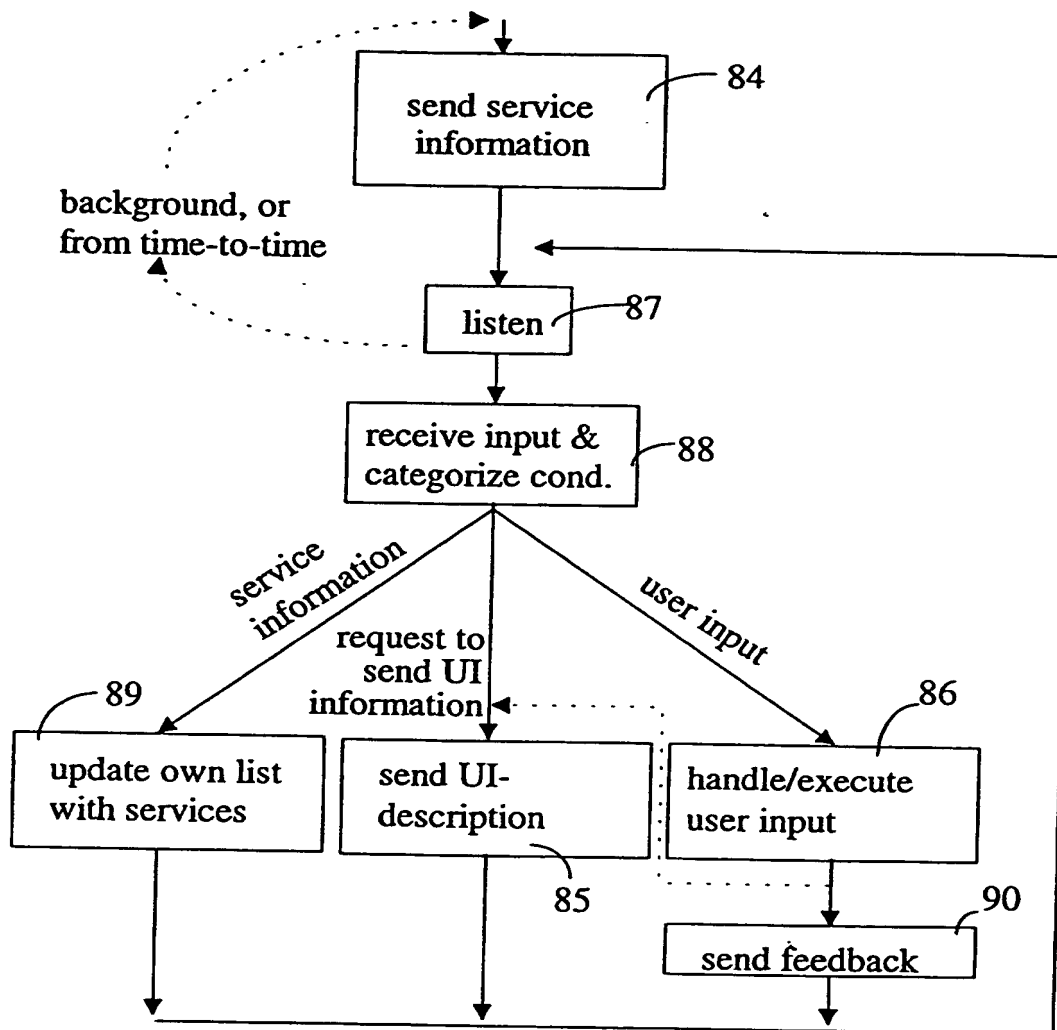 84
send service
information
background, or
from time-to-time
listen
87
receive input &
categorize cond.
88
service
information
request to
send UI
information
user input
89
update own list
with services
send UI-
description
85
86
handle/execute
user input
90
send feedback